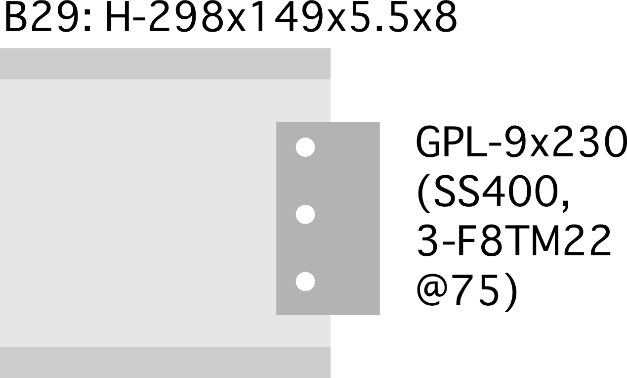 B29: H-298x149x5.5x8
GPL-9x230
(SS400,
3-F8TM22
@75)